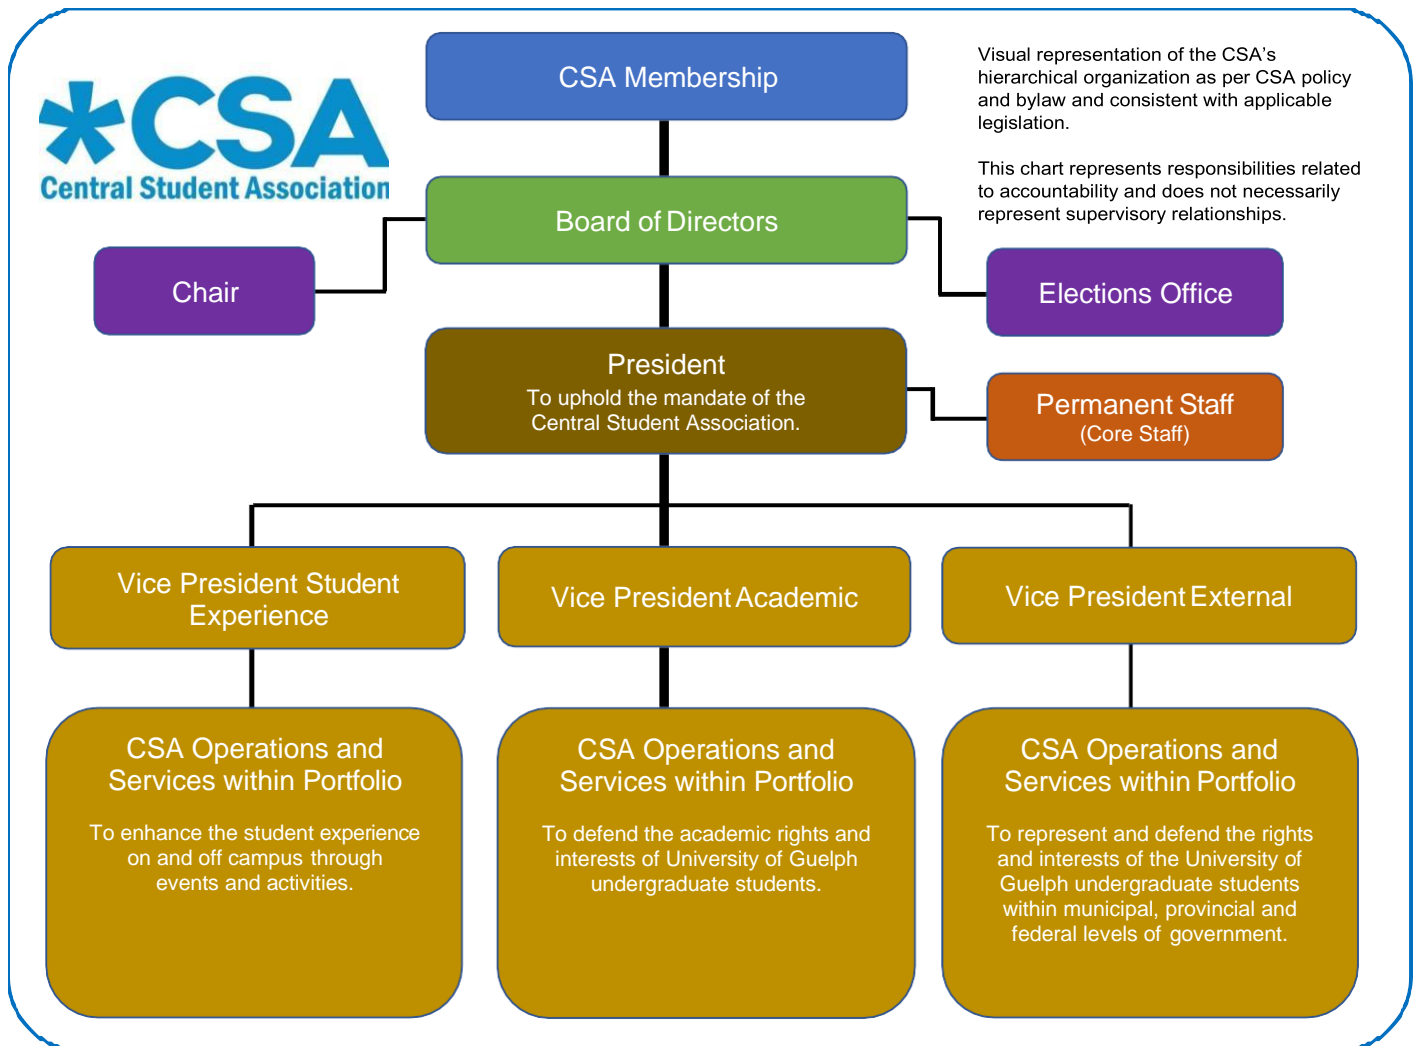 *CSA
Central Student Association
CSA Membership
Visual representation of the CSA's
hierarchical organization as per CSA policy
and bylaw and consistent with applicable
legislation.
This chart represents responsibilities related
to accountability and does not necessarily
represent supervisory relationships.
Board of Directors
Chair
Elections Office
President
To uphold the mandate of the
Central Student Association.
Permanent Staff
(Core Staff)
Vice President Student
Experience
Vice President Academic
Vice President External
CSA Operations and
Services within Portfolio
To enhance the student experience
on and off campus through
events and activities.
CSA Operations and
Services within Portfolio
To defend the academic rights and
interests of University of Guelph
undergraduate students.
CSA Operations and
Services within Portfolio
To represent and defend the rights
and interests of the University of
Guelph undergraduate students
within municipal, provincial and
federal levels of government.